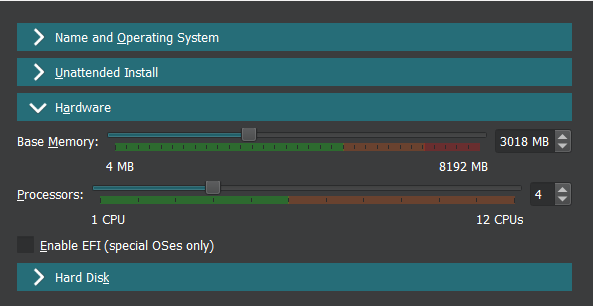 Name and Operating System
Unattended Install
Hardware
Base Memory: 3018 MB
4 MB 8192 MB
Processors: 4
1 CPU 12 CPUs
Enable EFI (special OSes only)
Hard Disk